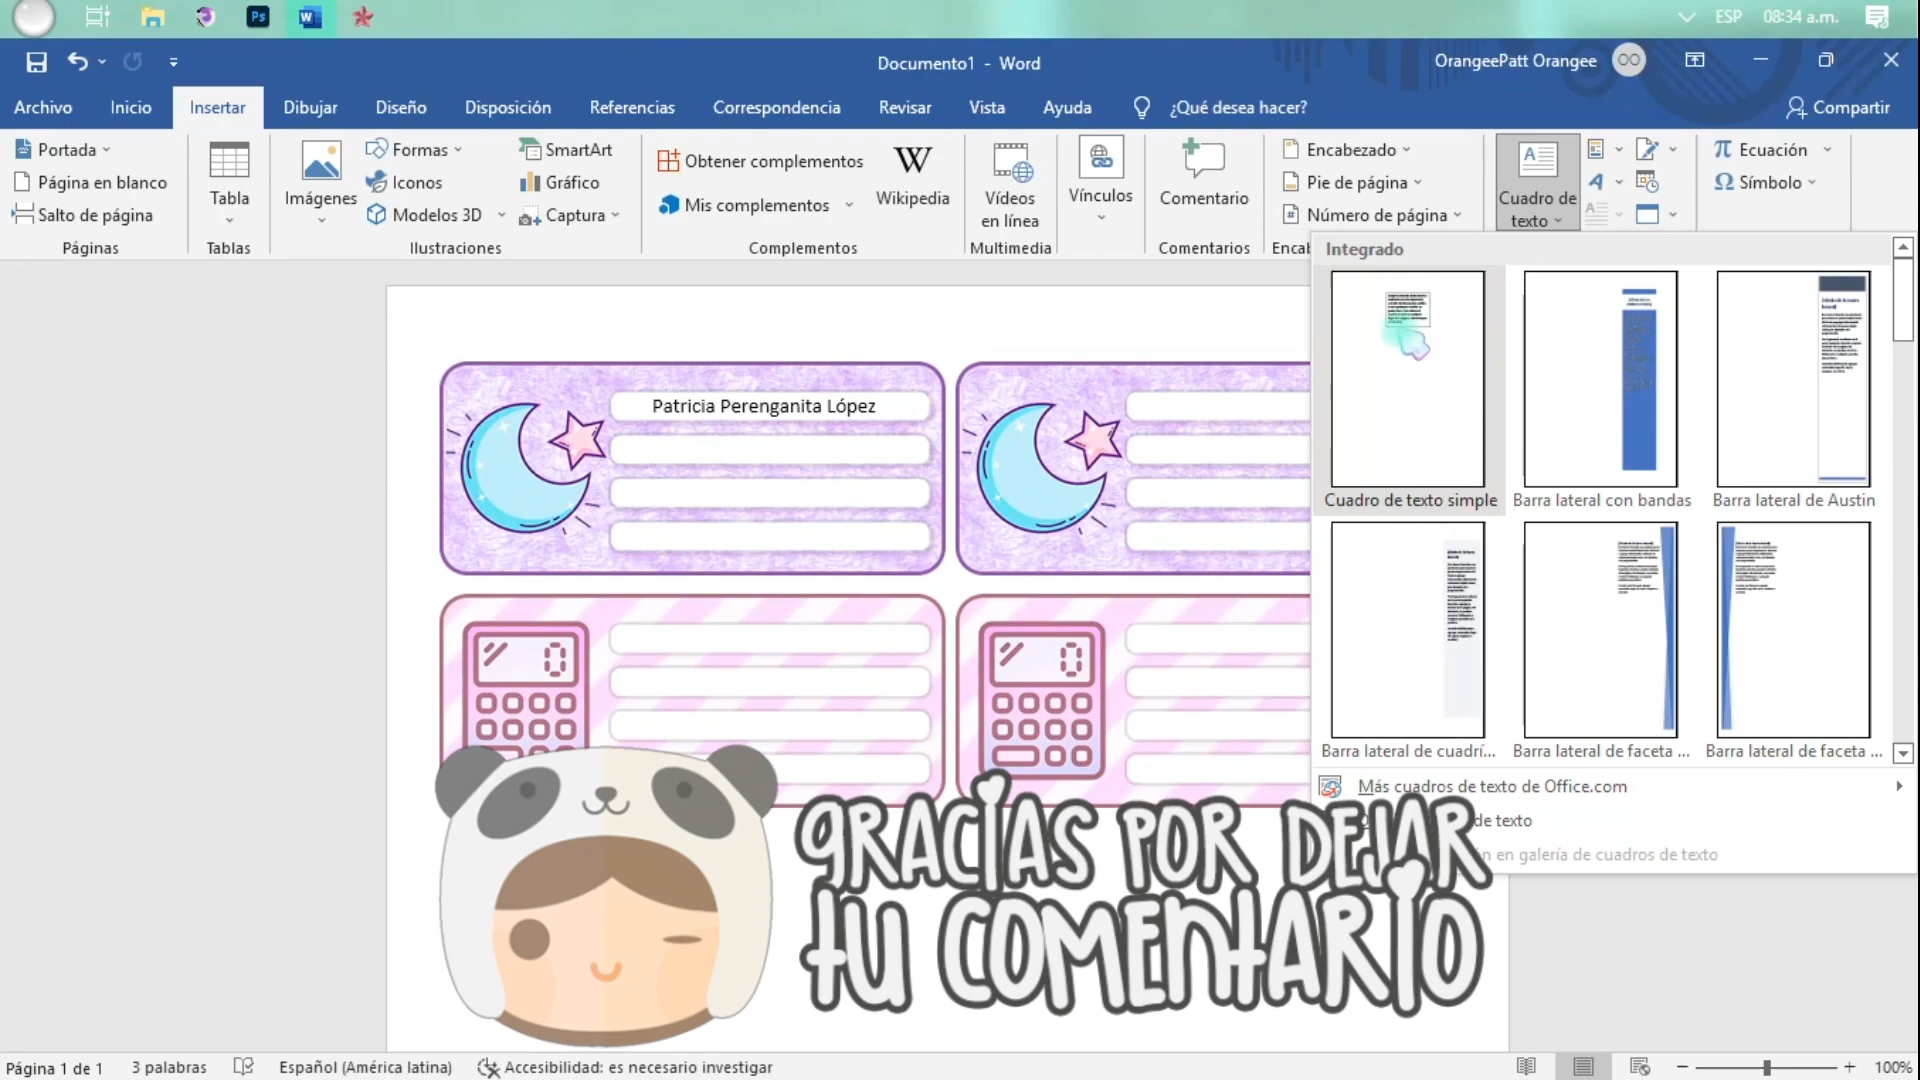 Ps
W
ESP
08:34 a.m.
Documento1 - Word
OrangeePatt Orangee
OO
Archivo
Inicio
Insertar
Dibujar
Diseño
Disposición
Referencias
Correspondencia
Revisar
Vista
Ayuda
¿Qué desea hacer?
Compartir
Portada
Página en blanco
Salto de página
Páginas
Tabla
Tablas
Imágenes
Formas
Iconos
Modelos 3D
SmartArt
Gráfico
Captura
Ilustraciones
Obtener complementos
Mis complementos
Wikipedia
Complementos
Vídeos
en línea
Multimedia
Vínculos
Comentario
Comentarios
Encabezado
Pie de página
Número de página
Encab
Cuadro de
texto
Ecuación
Símbolo
Integrado
Cuadro de texto simple
Barra lateral con bandas
Barra lateral de Austin
Barra lateral de cuadrí...
Barra lateral de faceta ...
Barra lateral de faceta ...
Más cuadros de texto de Office.com
de texto
en galería de cuadros de texto
Patricia Perenganita López
0
0
GRACIAS POR DEJAR
TU COMENTARIO
Página 1 de 1
3 palabras
Español (América latina)
Accesibilidad: es necesario investigar
100%